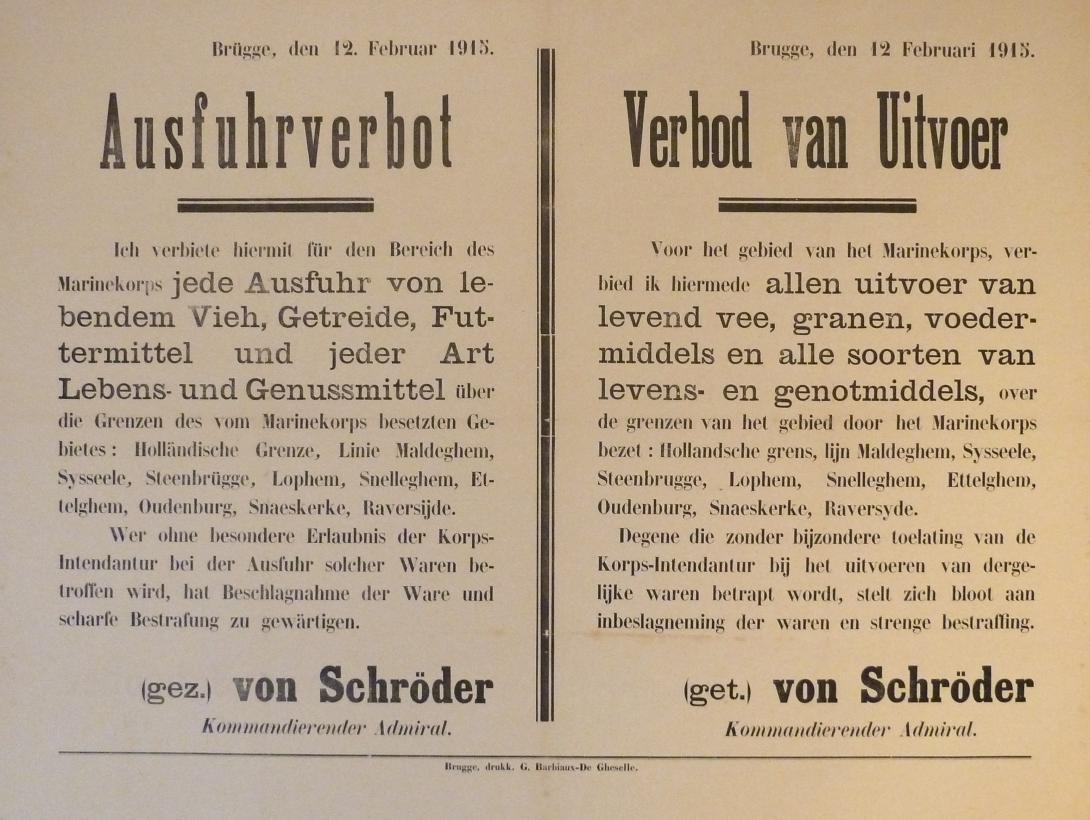 Brügge, den 12. Februar 1915.
Ausfuhrverbot
Ich verbiete hiermit für den Bereich des
Marinekorps jede Ausfuhr von le-
bendem Vieh, Getreide, Fut-
termittel und jeder Art
Lebens- und Genussmittel über
die Grenzen des vom Marinekorps besetzten Ge-
bietes : Holländische Grenze, Linie Maldeghem,
Sysseele, Steenbrügge, Lophem, Snelleghem, Et-
telghem, Oudenburg, Snaeskerke, Raversijde.
Wer ohne besondere Erlaubnis der Korps-
Intendantur bei der Ausfuhr solcher Waren be-
troffen wird, hat Beschlagnahme der Ware und
scharfe Bestrafung zu gewärtigen.
(gez.) von Schröder
Kommandierender Admiral.
Brugge, den 12 Februari 1915.
Verbod van Uitvoer
Voor het gebied van het Marinekorps, ver-
bied ik hiermede allen uitvoer van
levend vee, granen, voeder-
middels en alle soorten van
levens- en genotmiddels, over
de grenzen van het gebied door het Marinekorps
bezet : Hollandsche grens, lijn Maldeghem, Sysseele,
Steenbrugge, Lophem, Snelleghem, Ettelghem,
Oudenburg, Snaeskerke, Raversyde.
Degene die zonder bijzondere toelating van de
Korps-Intendantur bij het uitvoeren van derge-
lijke waren betrapt wordt, stelt zich bloot aan
inbeslagneming der waren en strenge bestraffing.
(get.) von Schröder
Kommandierender Admiral.
Brugge, drukk. G. Barbiaux-De Gheselle.